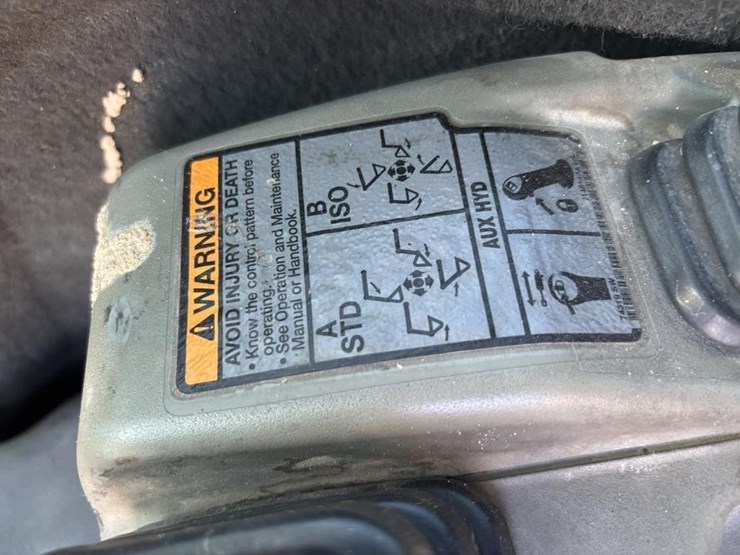 WARNING
AVOID INJURY OR DEATH
• Know the control pattern before
operating.
• See Operation and Maintenance
Manual or Handbook.
A
STD
B
ISO
AUX HYD